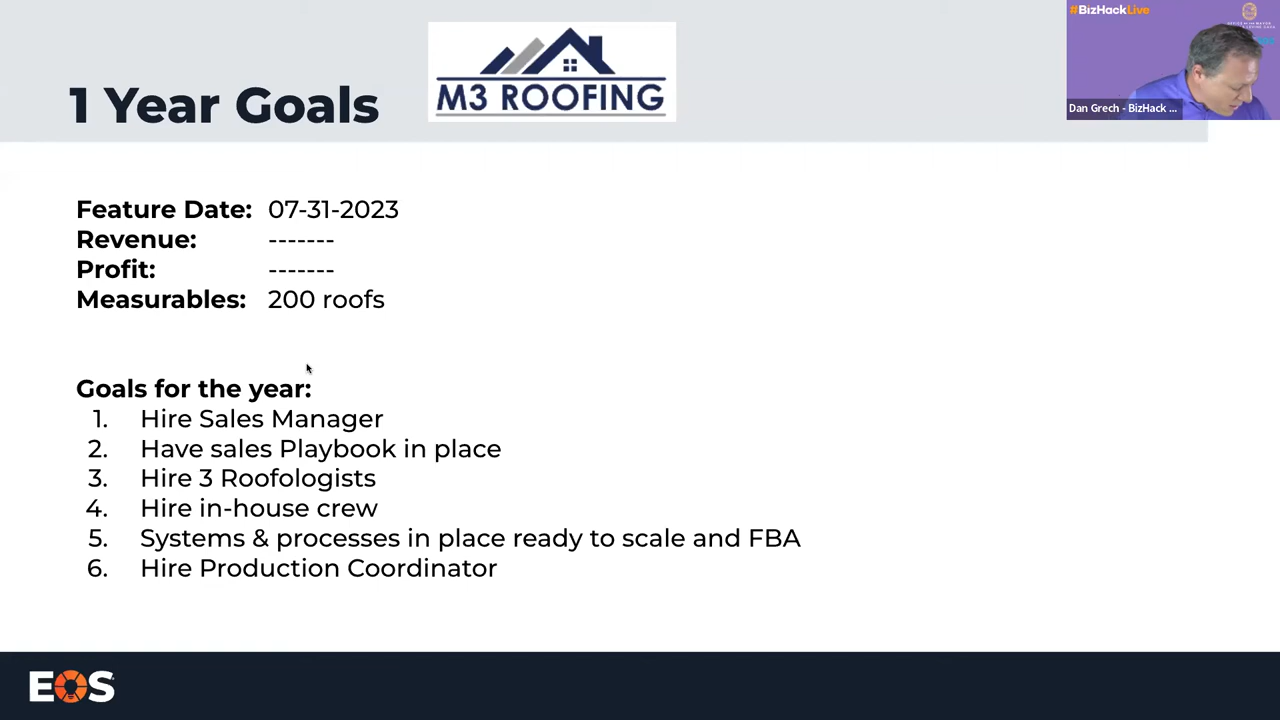 1 Year Goals
M3 ROOFING
#BizHackLive
Dan Grech - BizHack ...
Feature Date: 07-31-2023
Revenue: -------
Profit: -------
Measurables: 200 roofs
Goals for the year:
1. Hire Sales Manager
2. Have sales Playbook in place
3. Hire 3 Roofologists
4. Hire in-house crew
5. Systems & processes in place ready to scale and FBA
6. Hire Production Coordinator
EOS